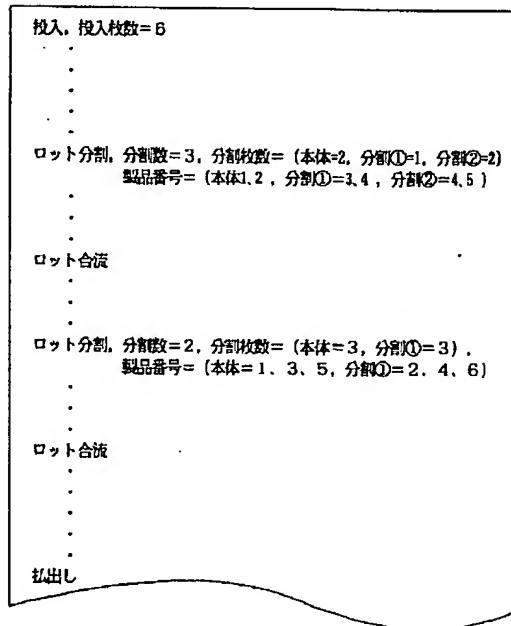 投入，投入枚数＝6
ロット分割，分割数＝3，分割枚数＝{本体=2，分割①=1，分割②=2}
製品番号＝{本体1,2，分割①=3,4，分割②=4,5}
ロット合流
ロット分割，分割数＝2，分割枚数＝{本体＝3，分割①＝3}，
製品番号＝{本体＝1、3、5，分割①＝2．4、6}
ロット合流
払出し